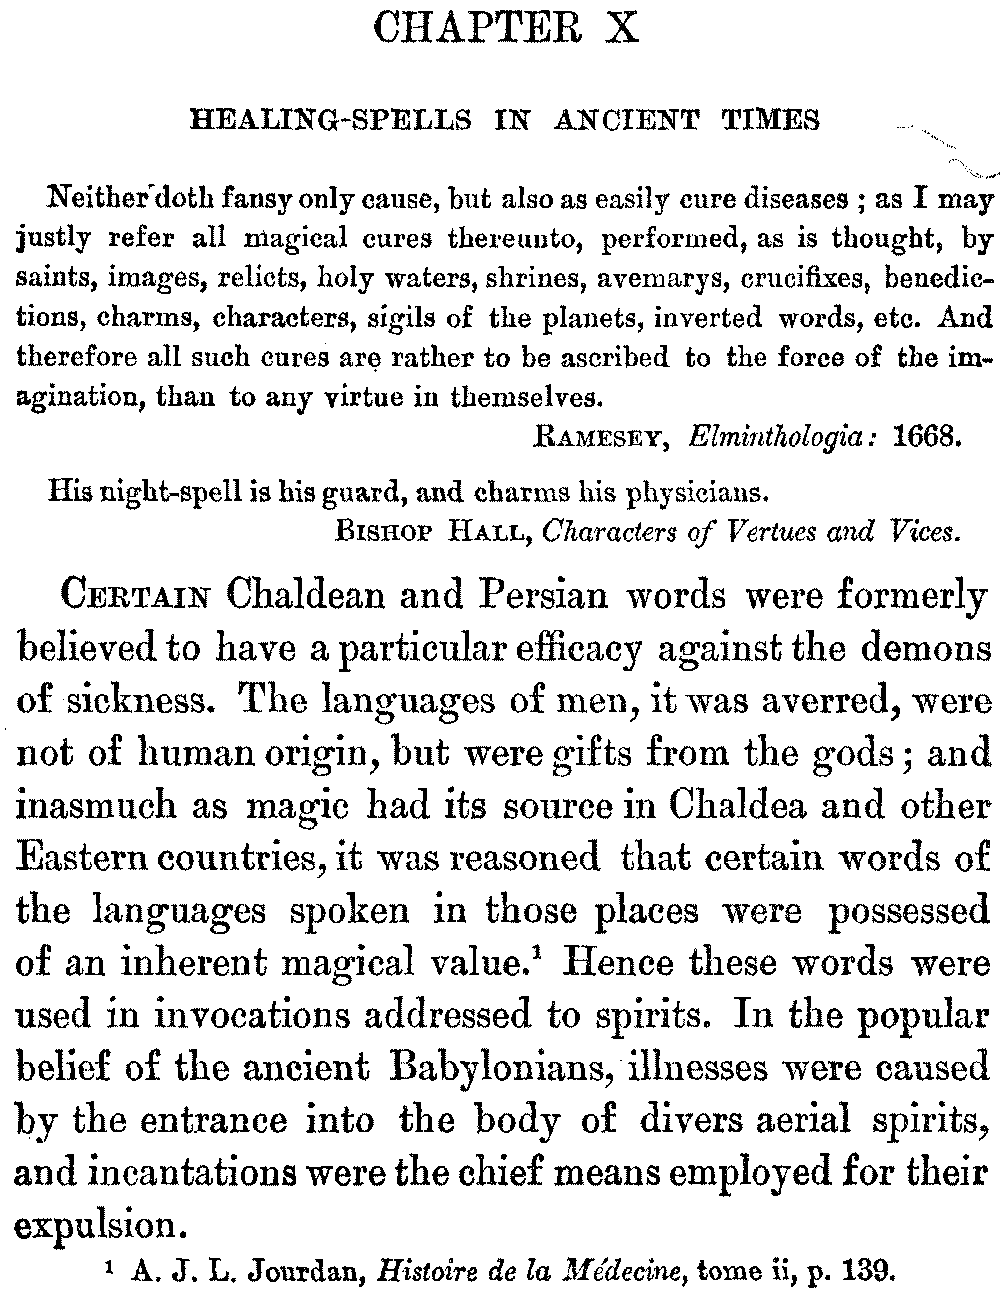 CHAPTER X
HEALING-SPELLS IN ANCIENT TIMES
Neither doth fansy only cause, but also as easily cure diseases ; as I may
justly refer all magical cures thereunto, performed, as is thought, by
saints, images, relicts, holy waters, shrines, avemarys, crucifixes, benedic-
tions, charms, characters, sigils of the planets, inverted words, etc. And
therefore all such cures are rather to be ascribed to the force of the im-
agination, than to any virtue in themselves.
RAMESEY, Elminthologia: 1668.
His night-spell is his guard, and charms his physicians.
BISHOP HALL, Characters of Vertues and Vices.
CERTAIN Chaldean and Persian words were formerly
believed to have a particular efficacy against the demons
of sickness. The languages of men, it was averred, were
not of human origin, but were gifts from the gods ; and
inasmuch as magic had its source in Chaldea and other
Eastern countries, it was reasoned that certain words of
the languages spoken in those places were possessed
of an inherent magical value.¹ Hence these words were
used in invocations addressed to spirits. In the popular
belief of the ancient Babylonians, illnesses were caused
by the entrance into the body of divers aerial spirits,
and incantations were the chief means employed for their
expulsion.
¹ A. J. L. Jourdan, Histoire de la Médecine, tome ii, p. 139.